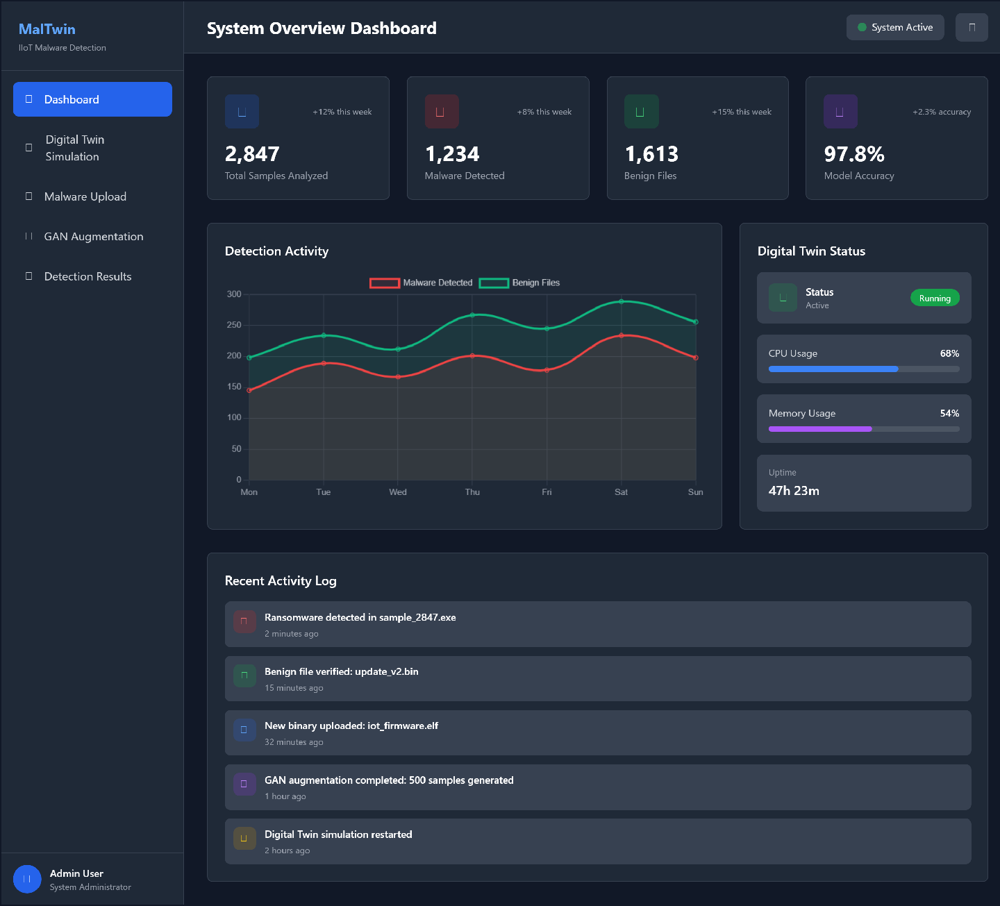 MalTwin
IIoT Malware Detection
Dashboard
Digital Twin
Simulation
Malware Upload
GAN Augmentation
Detection Results
Admin User
System Administrator
System Overview Dashboard
System Active
+12% this week
2,847
Total Samples Analyzed
+8% this week
1,234
Malware Detected
+15% this week
1,613
Benign Files
+2.3% accuracy
97.8%
Model Accuracy
Detection Activity
Malware Detected
Benign Files
300
250
200
150
100
50
0
Mon Tue Wed Thu Fri Sat Sun
Digital Twin Status
Status
Active
Running
CPU Usage 68%
Memory Usage 54%
Uptime
47h 23m
Recent Activity Log
Ransomware detected in sample_2847.exe
2 minutes ago
Benign file verified: update_v2.bin
15 minutes ago
New binary uploaded: iot_firmware.elf
32 minutes ago
GAN augmentation completed: 500 samples generated
1 hour ago
Digital Twin simulation restarted
2 hours ago